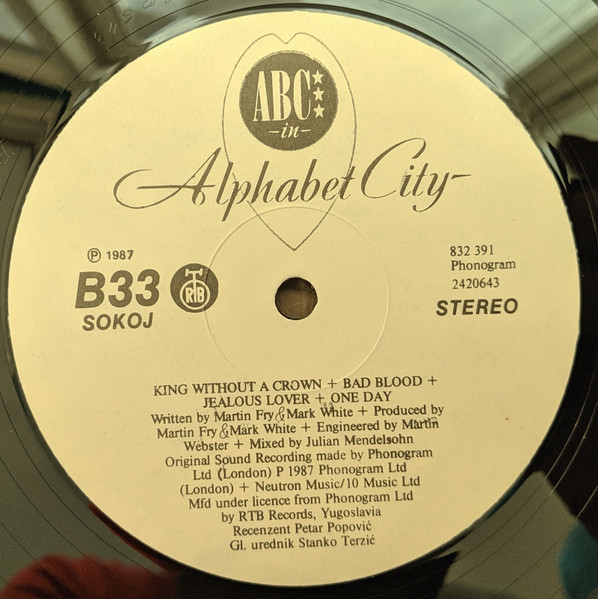 ABC
-in-
Alphabet City
℗ 1987
B33
RTB
SOKOJ
832 391
Phonogram
2420643
STEREO
KING WITHOUT A CROWN + BAD BLOOD +
JEALOUS LOVER + ONE DAY
Written by Martin Fry & Mark White + Produced by
Martin Fry & Mark White + Engineered by Martin
Webster + Mixed by Julian Mendelsohn
Original Sound Recording made by Phonogram
Ltd (London) P 1987 Phonogram Ltd
(London) + Neutron Music/10 Music Ltd
Mfd under licence from Phonogram Ltd
by RTB Records, Yugoslavia
Recenzent Petar Popović
Gl. urednik Stanko Terzić